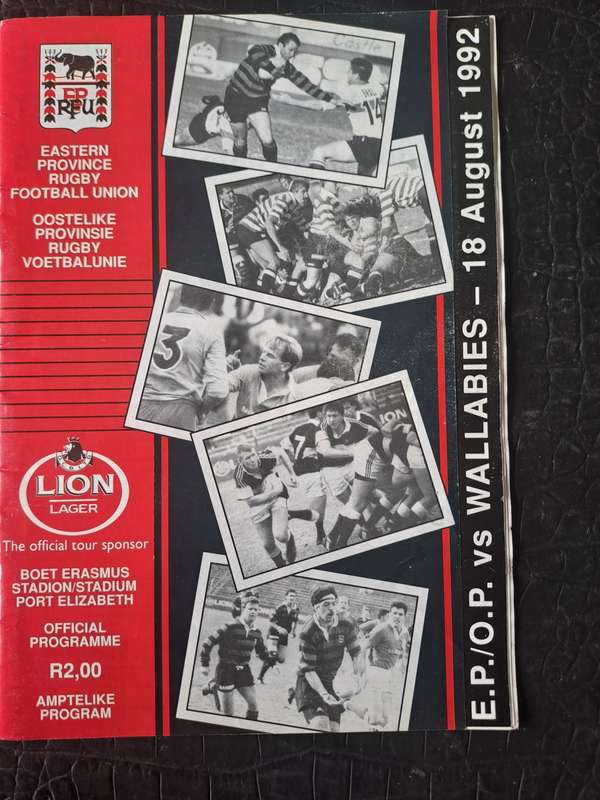 EP
RFU
EASTERN
PROVINCE
RUGBY
FOOTBALL UNION
OOSTELIKE
PROVINSIE
RUGBY
VOETBALUNIE
LION
LAGER
The official tour sponsor
BOET ERASMUS
STADION/STADIUM
PORT ELIZABETH
OFFICIAL
PROGRAMME
R2,00
AMPTELIKE
PROGRAM
Castle
14
3
7
LION
E.P./O.P. vs WALLABIES – 18 August 1992